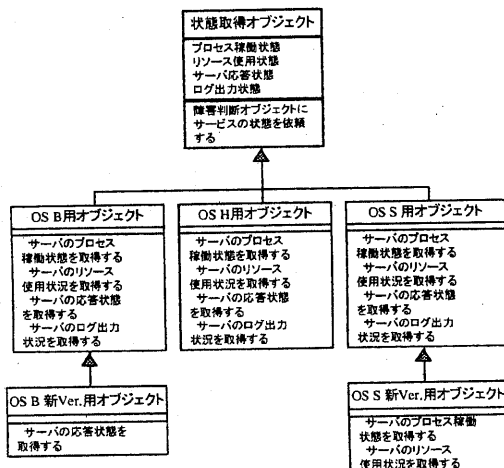 状態取得オブジェクト
プロセス稼働状態
リソース使用状態
サーバ応答状態
ログ出力状態
障害判断オブジェクトに
サービスの状態を依頼
する
OS B用オブジェクト
サーバのプロセス
稼働状態を取得する
サーバのリソース
使用状況を取得する
サーバの応答状態
を取得する
サーバのログ出力
状況を取得する
OS H用オブジェクト
サーバのプロセス
稼働状態を取得する
サーバのリソース
使用状況を取得する
サーバの応答状態
を取得する
サーバのログ出力
状況を取得する
OS S 用オブジェクト
サーバのプロセス
稼働状態を取得する
サーバのリソース
使用状況を取得する
サーバの応答状態
を取得する
サーバのログ出力
状況を取得する
OS B 新Ver.用オブジェクト
サーバの応答状態を
取得する
OS S 新Ver.用オブジェクト
サーバのプロセス稼働
状態を取得する
サーバのリソース
使用状況を取得する